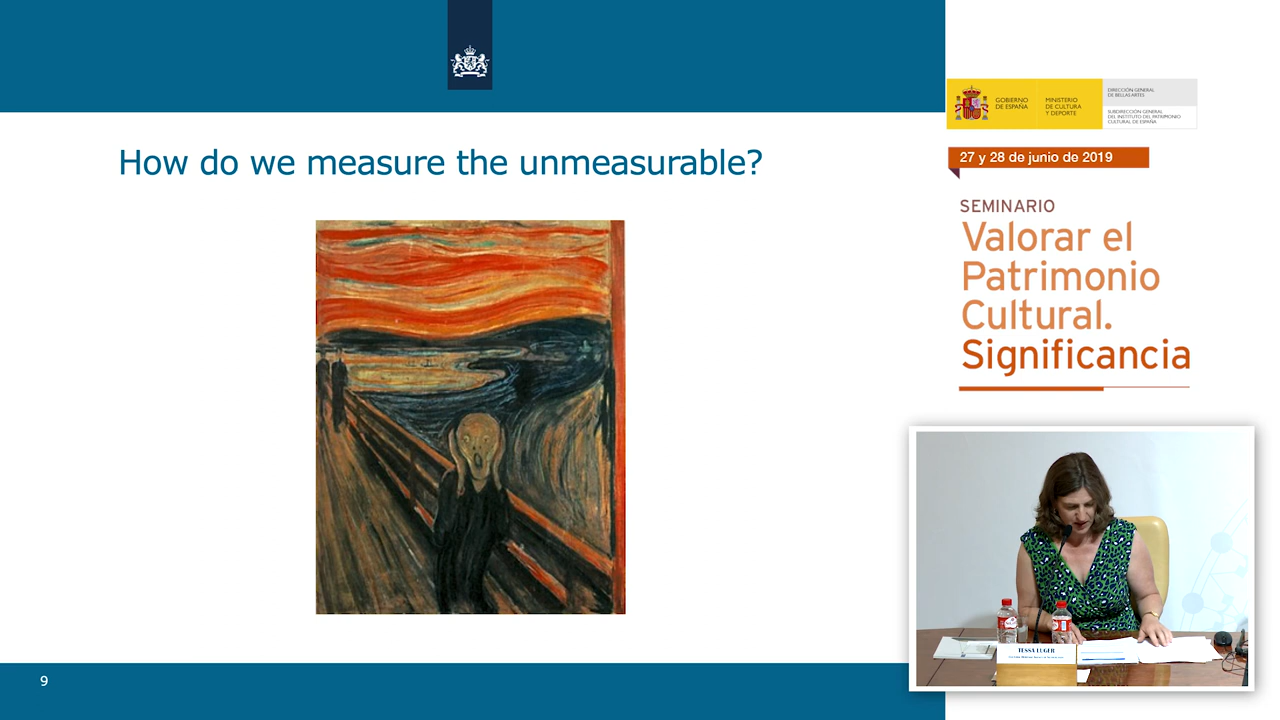 How do we measure the unmeasurable?
9
GOBIERNO
DE ESPAÑA
MINISTERIO
DE CULTURA
Y DEPORTE
DIRECCIÓN GENERAL
DE BELLAS ARTES
SUBDIRECCIÓN GENERAL
DEL INSTITUTO DEL PATRIMONIO
CULTURAL DE ESPAÑA
27 y 28 de junio de 2019
SEMINARIO
Valorar el
Patrimonio
Cultural.
Significancia
TESSA LUGER